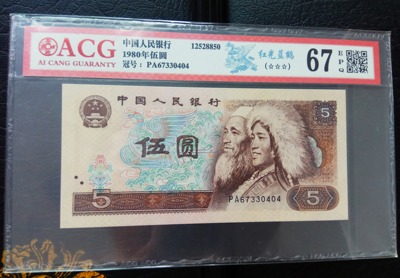 ACG
AI CANG GUARANTY
中国人民银行
1980年伍圆
冠号：PA67330404
12528850
红光蓝鹤
(☆☆☆)
67
EPG
中国人民银行
5
伍圆
5
5
PA67330404